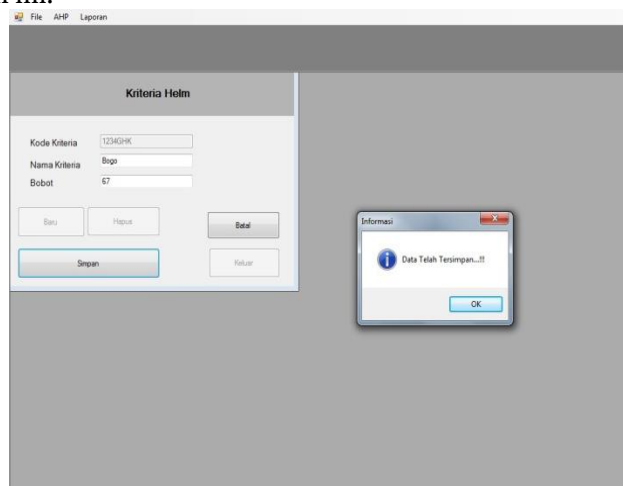 File AHP Laporan
Kriteria Helm
Kode Kriteria 1234GHK
Nama Kriteria Bogo
Bobot 67
Baru Hapus Batal
Simpan Keluar
Informasi
Data Telah Tersimpan...!!
OK